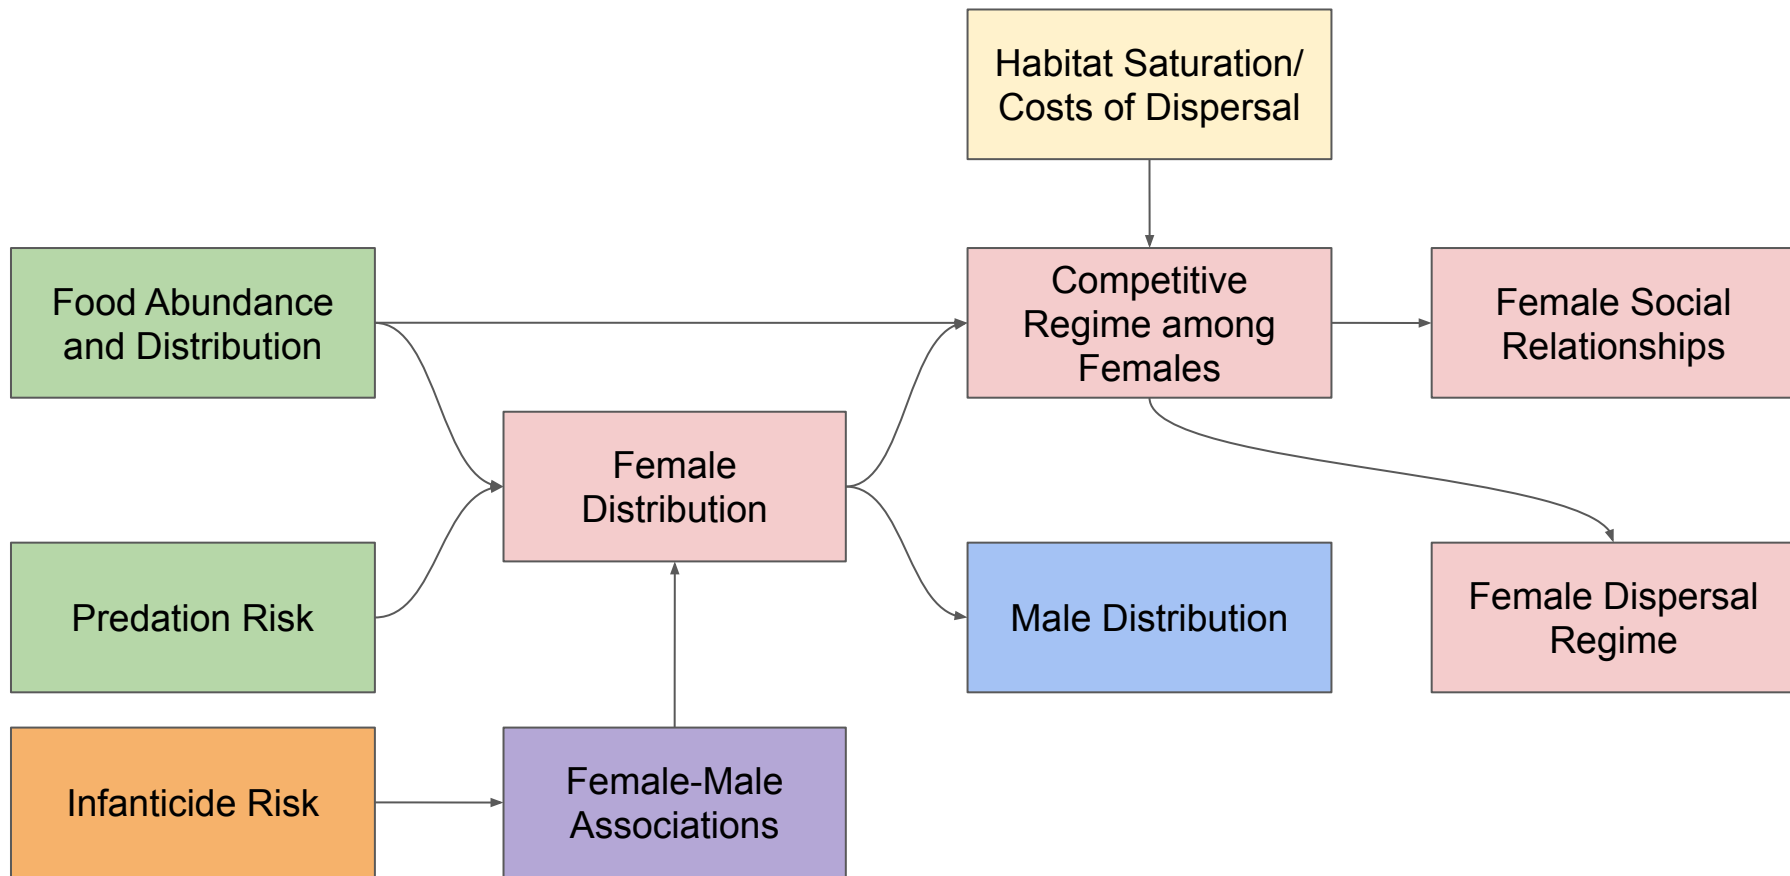 Habitat Saturation/
Costs of Dispersal
Food Abundance
and Distribution
Competitive
Regime among
Females
Female Social
Relationships
Female
Distribution
Predation Risk
Male Distribution
Female Dispersal
Regime
Infanticide Risk
Female-Male
Associations